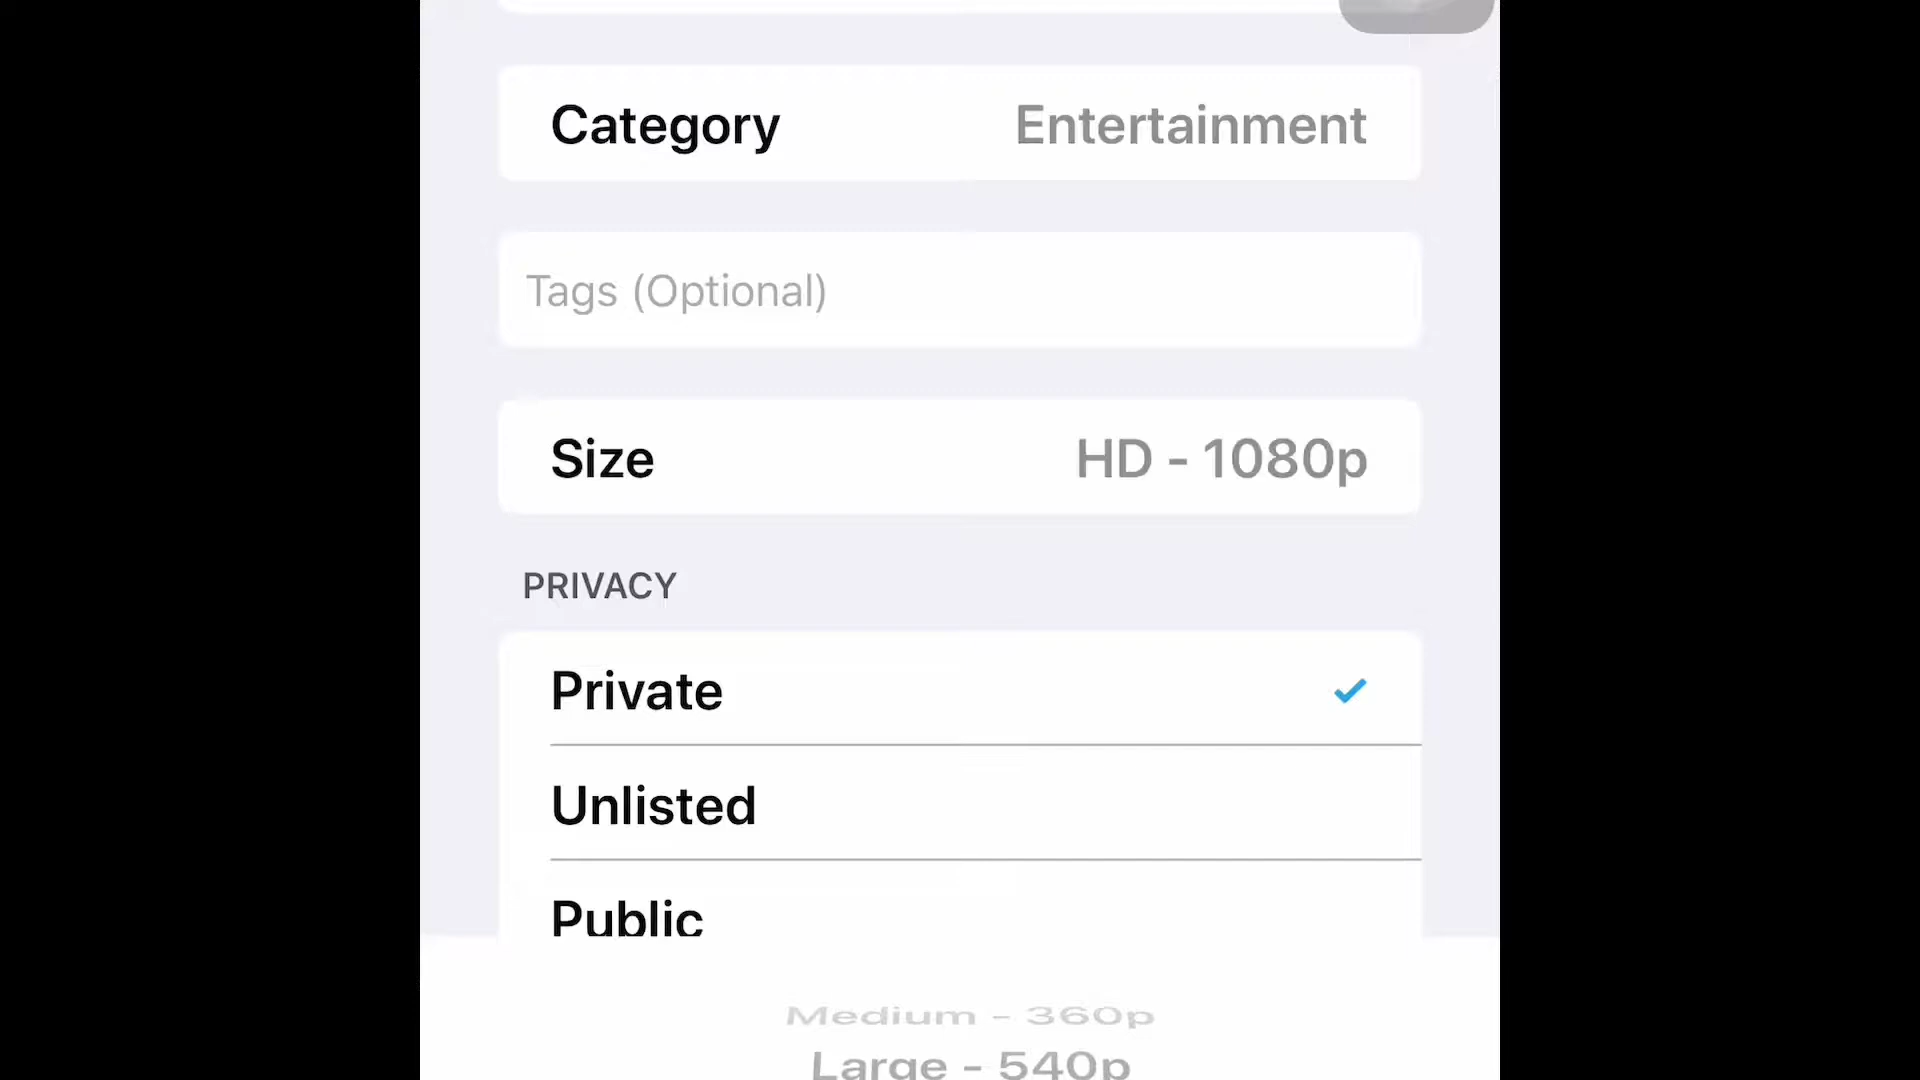 Category Entertainment
Tags (Optional)
Size HD - 1080p
PRIVACY
Private
Unlisted
Public
Medium - 360p
Large - 540p